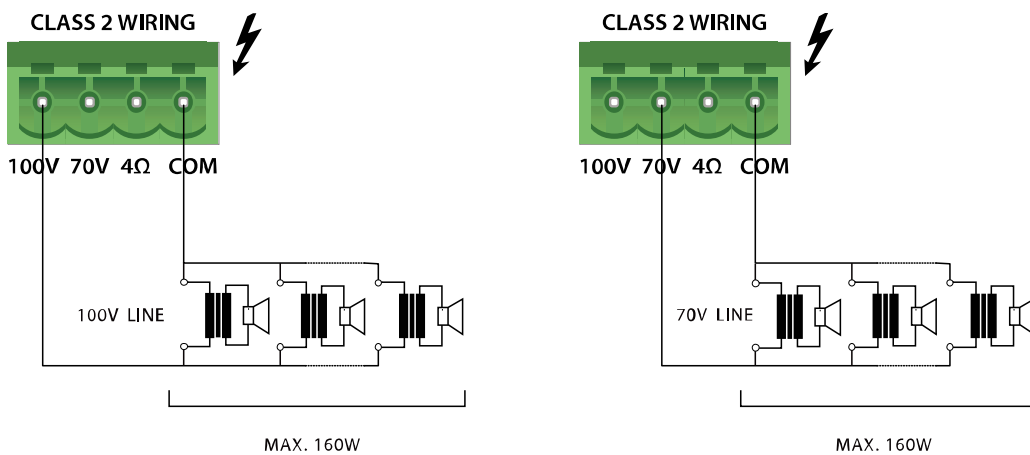 CLASS 2 WIRING
100V 70V 4Ω COM
100V LINE
MAX. 160W
CLASS 2 WIRING
100V 70V 4Ω COM
70V LINE
MAX. 160W